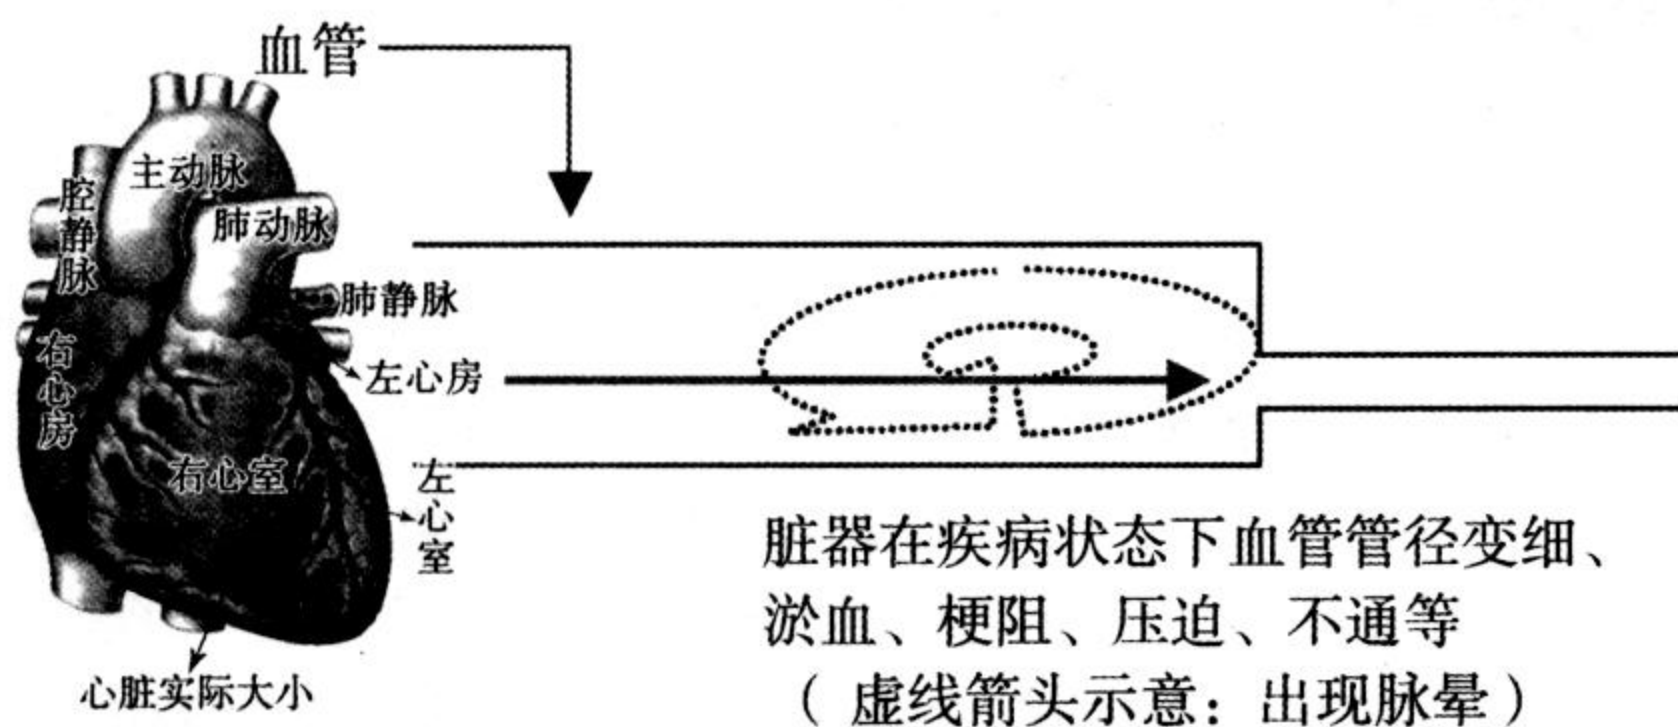 血管
主动脉
腔静脉
肺动脉
肺静脉
右心房
左心房
右心室
左心室
心脏实际大小
脏器在疾病状态下血管管径变细、
淤血、梗阻、压迫、不通等
（虚线箭头示意：出现脉晕）